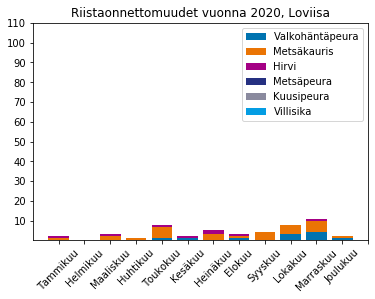 Riistaonnettomuudet vuonna 2020, Loviisa
110
100
90
80
70
60
50
40
30
20
10
Valkohäntäpeura
Metsäkauris
Hirvi
Metsäpeura
Kuusipeura
Villisika
Tammikuu
Helmikuu
Maaliskuu
Huhtikuu
Toukokuu
Kesäkuu
Heinäkuu
Elokuu
Syyskuu
Lokakuu
Marraskuu
Joulukuu